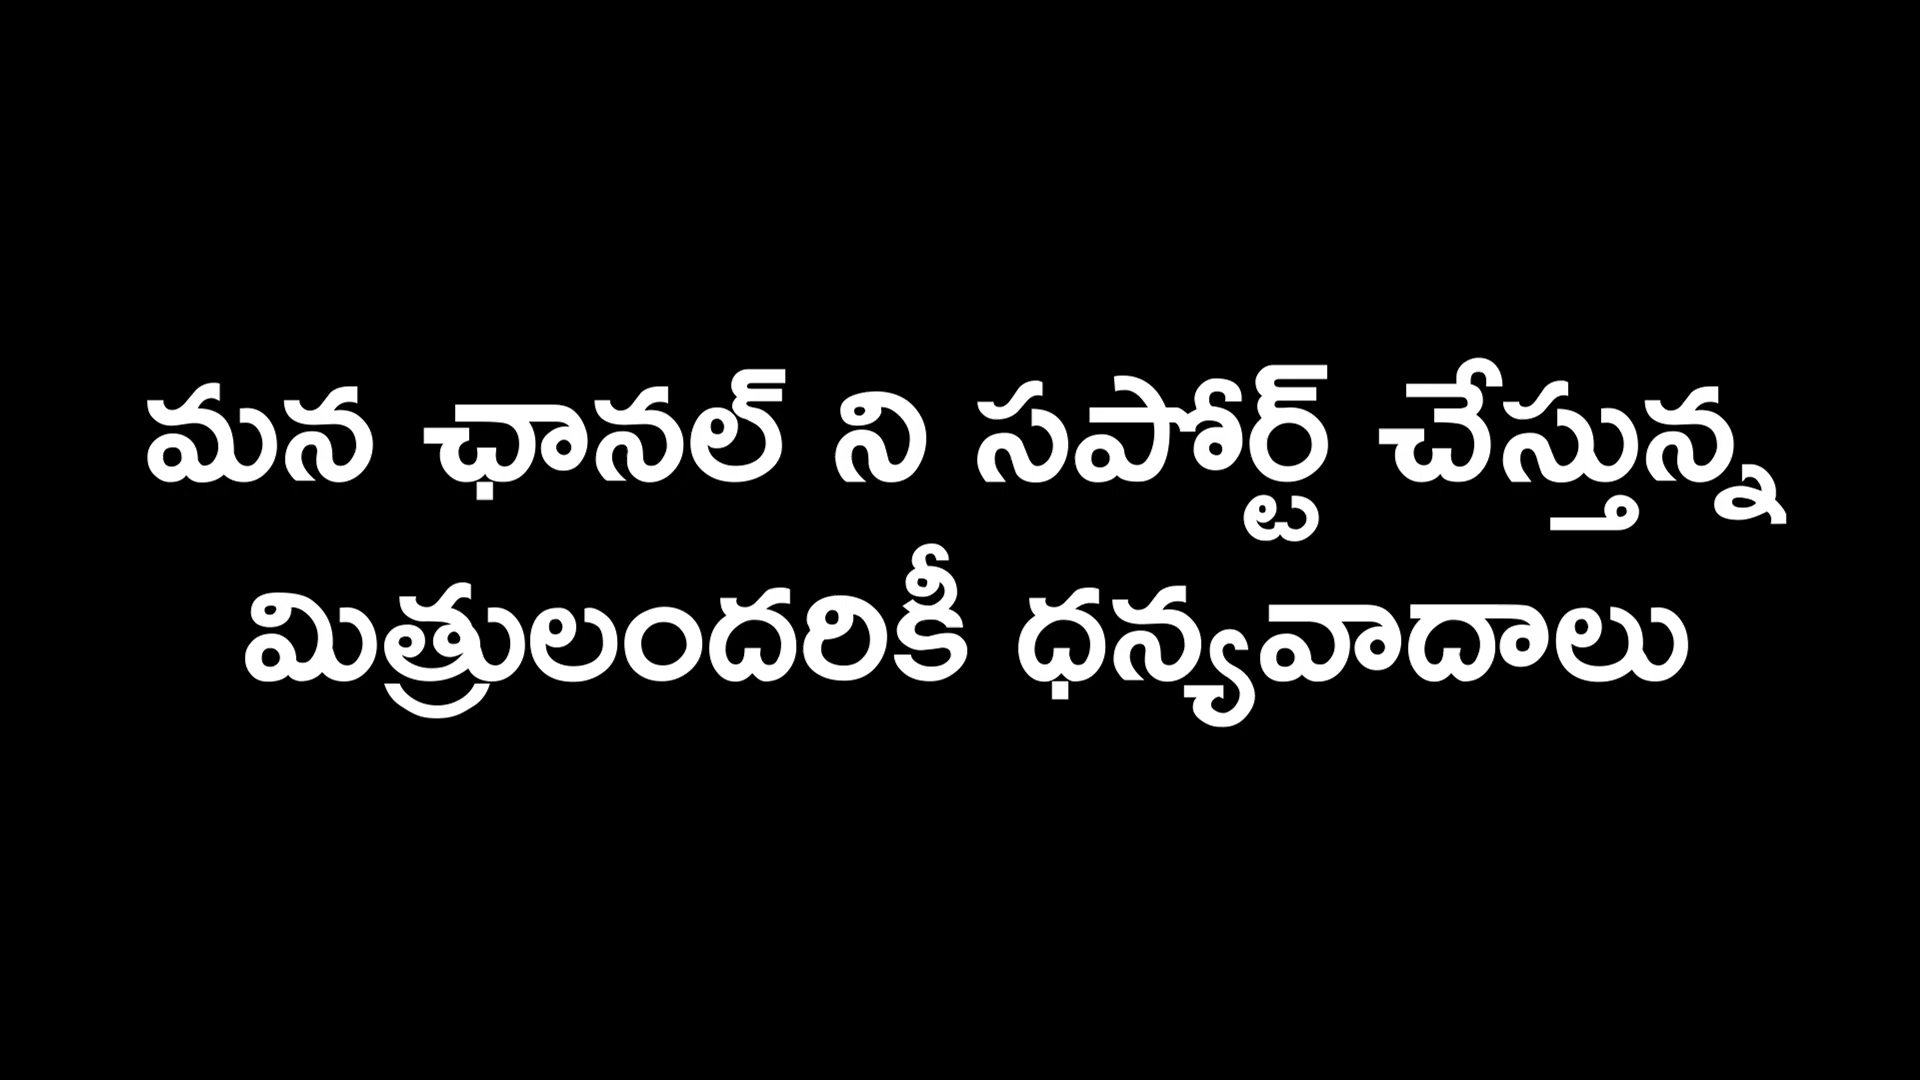 మన ఛానల్ ని సపోర్ట్ చేస్తున్న
మిత్రులందరికీ ధన్యవాదాలు